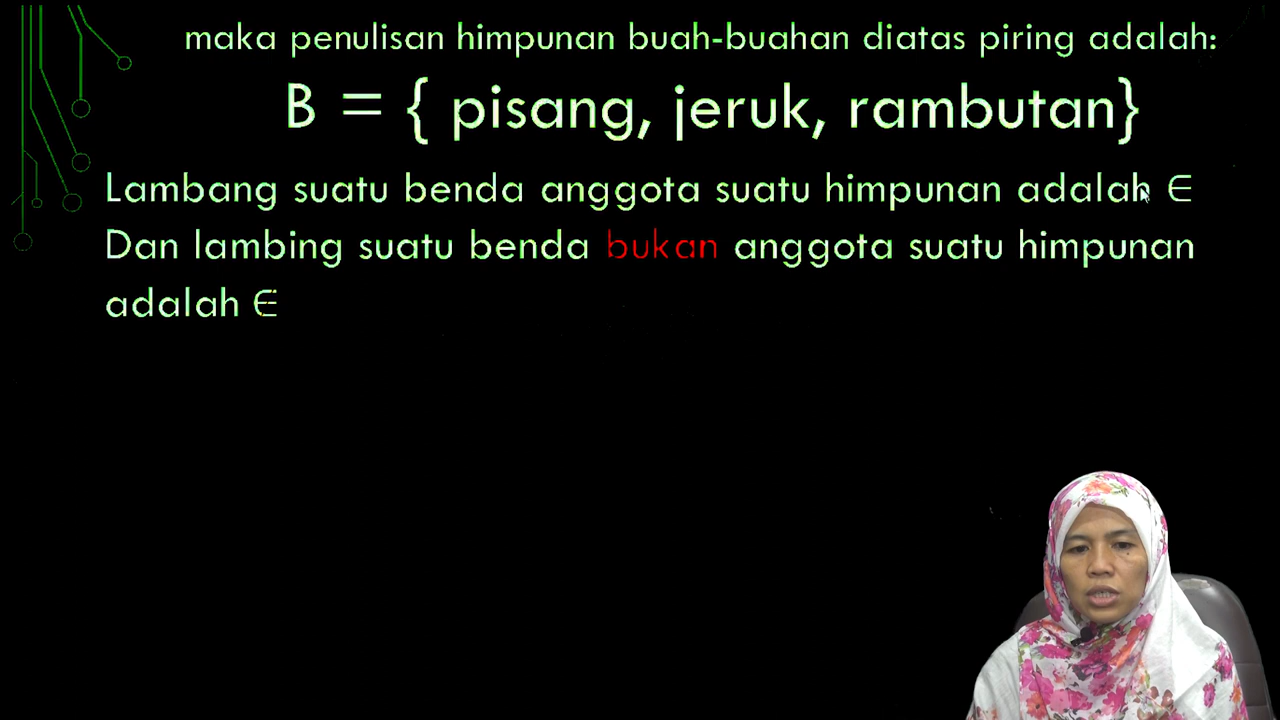 maka penulisan himpunan buah-buahan diatas piring adalah:
B = { pisang, jeruk, rambutan}
Lambang suatu benda anggota suatu himpunan adalah ∈
Dan lambing suatu benda bukan anggota suatu himpunan
adalah ∉